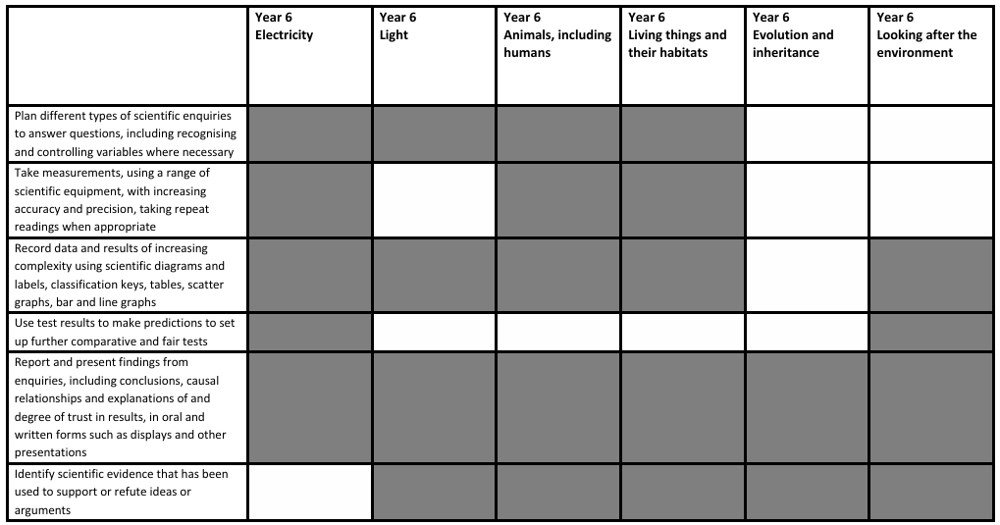 Year 6
Electricity
Year 6
Light
Year 6
Animals, including
humans
Year 6
Living things and
their habitats
Year 6
Evolution and
inheritance
Year 6
Looking after the
environment
Plan different types of scientific enquiries
to answer questions, including recognising
and controlling variables where necessary
Take measurements, using a range of
scientific equipment, with increasing
accuracy and precision, taking repeat
readings when appropriate
Record data and results of increasing
complexity using scientific diagrams and
labels, classification keys, tables, scatter
graphs, bar and line graphs
Use test results to make predictions to set
up further comparative and fair tests
Report and present findings from
enquiries, including conclusions, causal
relationships and explanations of and
degree of trust in results, in oral and
written forms such as displays and other
presentations
Identify scientific evidence that has been
used to support or refute ideas or
arguments